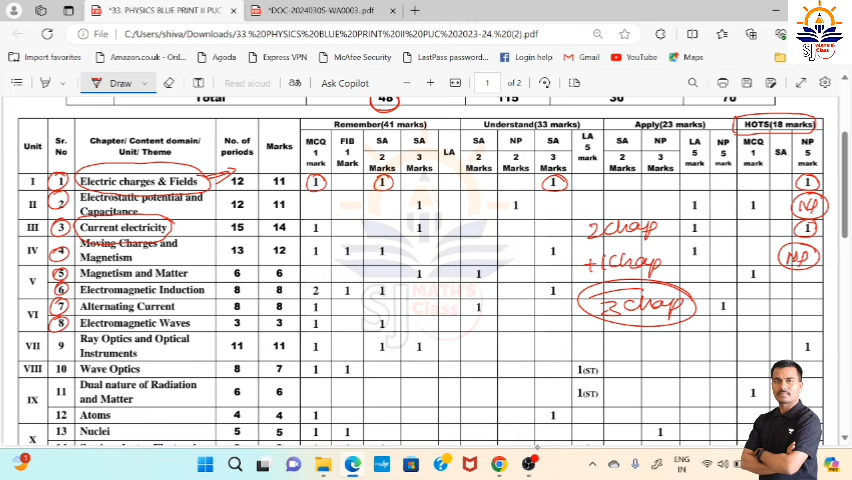 *33. PHYSICS BLUE PRINT II PUC
*DOC-20240305-WA0003..pdf
File
C:/Users/shiva/Downloads/33.%20PHYSICS%20BLUE%20PRINT%20II%20PUC%202023-24.%20(2).pdf
Import favourites
Amazon.co.uk - Onl...
Agoda
Express VPN
LastPass password...
Facebook login
Gmail
YouTube
Maps
Draw
Read aloud
Ask Copilot
1 of 2
Total 48 115 30 70
Remember(41 marks) Understand(33 marks) Apply(23 marks) HOTS(18 marks)
Unit Sr. No Chapter/ Content domain/ Unit/ Theme No. of periods Marks MCQ 1 mark FIB 1 Mark SA 2 Marks SA 3 Marks LA SA 2 Marks NP 2 Marks SA 3 Marks LA 5 mark SA 2 Marks NP 3 Marks LA 5 marks NP 5 mark MCQ 1 mark SA NP 5 mark
I 1 Electric charges & Fields 12 11 1 1 1 1
II 2 Electrostatic potential and Capacitance 12 11 1 1 1 1 NP
III 3 Current electricity 15 14 1 1 2 chap 1 1
IV 4 Moving Charges and Magnetism 13 12 1 1 1 1 1 NP
+1 chap
V 5 Magnetism and Matter 6 6 1 1 1
6 Electromagnetic Induction 8 8 2 1 1 1
3 chap
VI 7 Alternating Current 8 8 1 1 1
8 Electromagnetic Waves 3 3 1 1
VII 9 Ray Optics and Optical Instruments 11 11 1 1 1 1
VIII 10 Wave Optics 8 7 1 1 1(ST)
IX 11 Dual nature of Radiation and Matter 6 6 1(ST) 1
12 Atoms 4 4 1 1
X 13 Nuclei 5 5 1 1 1
SJ MATH'S Class
ENG
IN